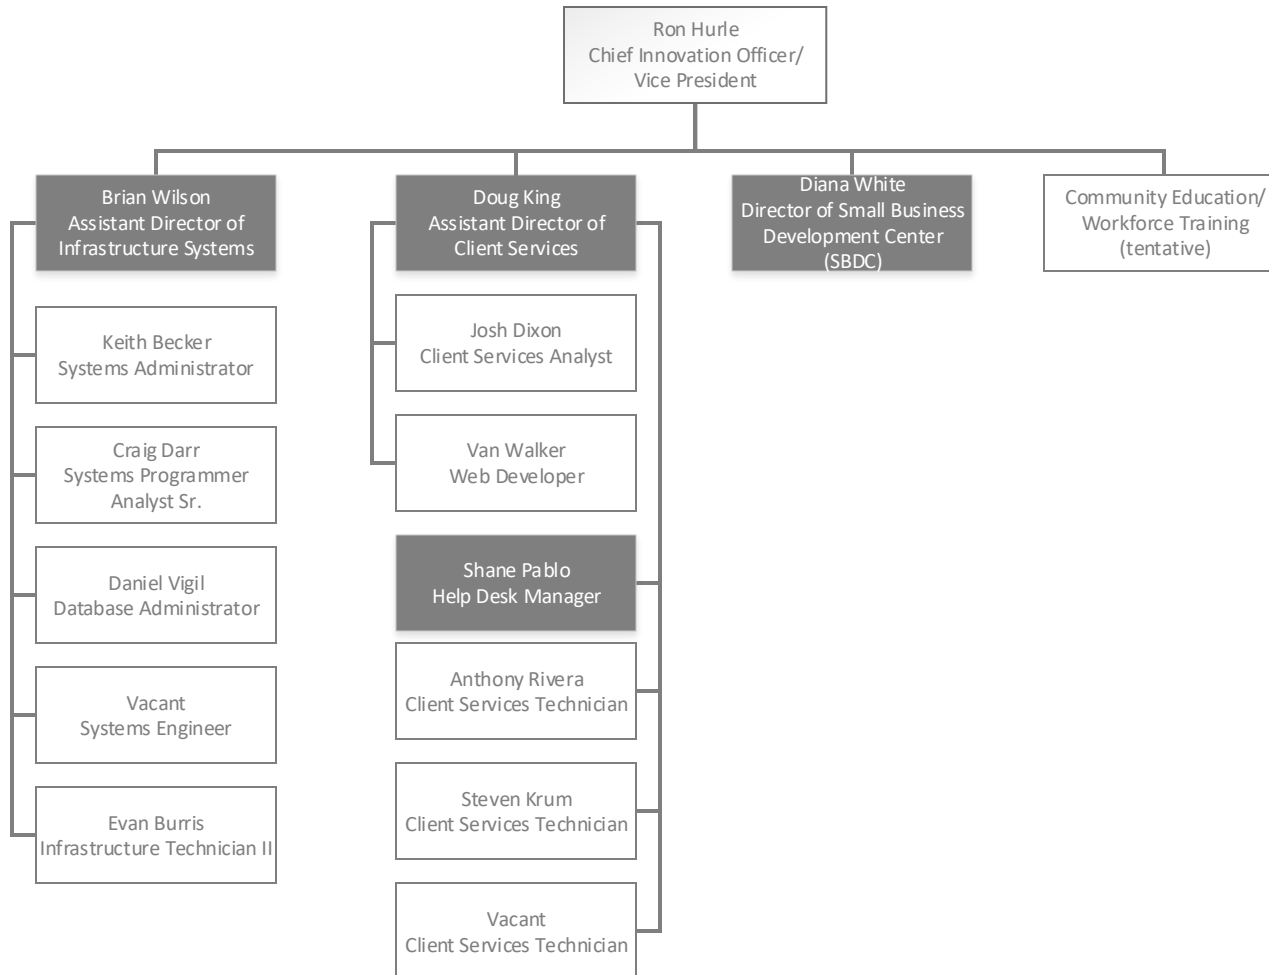 Ron Hurle
Chief Innovation Officer/
Vice President
Brian Wilson
Assistant Director of
Infrastructure Systems
Doug King
Assistant Director of
Client Services
Diana White
Director of Small Business
Development Center
(SBDC)
Community Education/
Workforce Training
(tentative)
Keith Becker
Systems Administrator
Craig Darr
Systems Programmer
Analyst Sr.
Daniel Vigil
Database Administrator
Vacant
Systems Engineer
Evan Burris
Infrastructure Technician II
Josh Dixon
Client Services Analyst
Van Walker
Web Developer
Shane Pablo
Help Desk Manager
Anthony Rivera
Client Services Technician
Steven Krum
Client Services Technician
Vacant
Client Services Technician